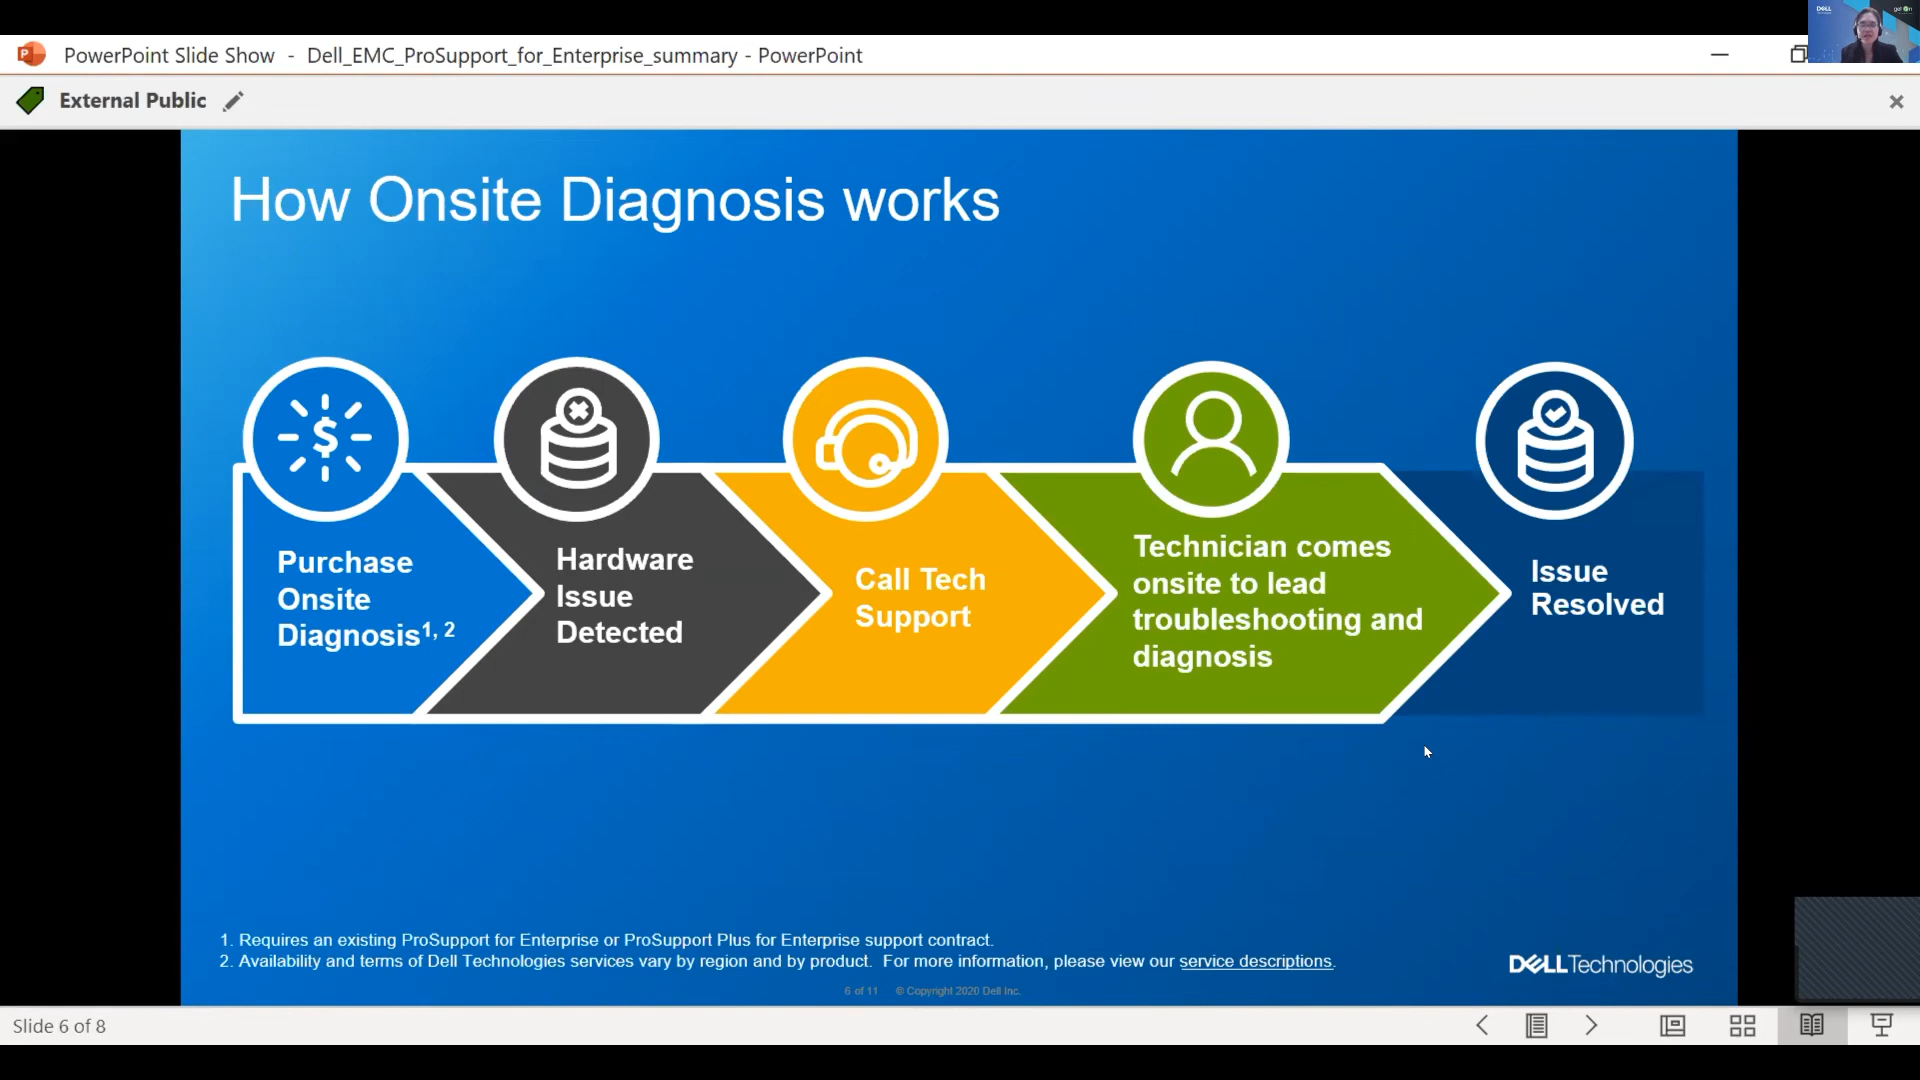 PowerPoint Slide Show - Dell_EMC_ProSupport_for_Enterprise_summary - PowerPoint
DELL
External Public
How Onsite Diagnosis works
Purchase
Onsite
Diagnosis1, 2
Hardware
Issue
Detected
Call Tech
Support
Technician comes
onsite to lead
troubleshooting and
diagnosis
Issue
Resolved
1. Requires an existing ProSupport for Enterprise or ProSupport Plus for Enterprise support contract.
2. Availability and terms of Dell Technologies services vary by region and by product. For more information, please view our service descriptions.
DELL Technologies
6 of 11 © Copyright 2020 Dell Inc.
Slide 6 of 8